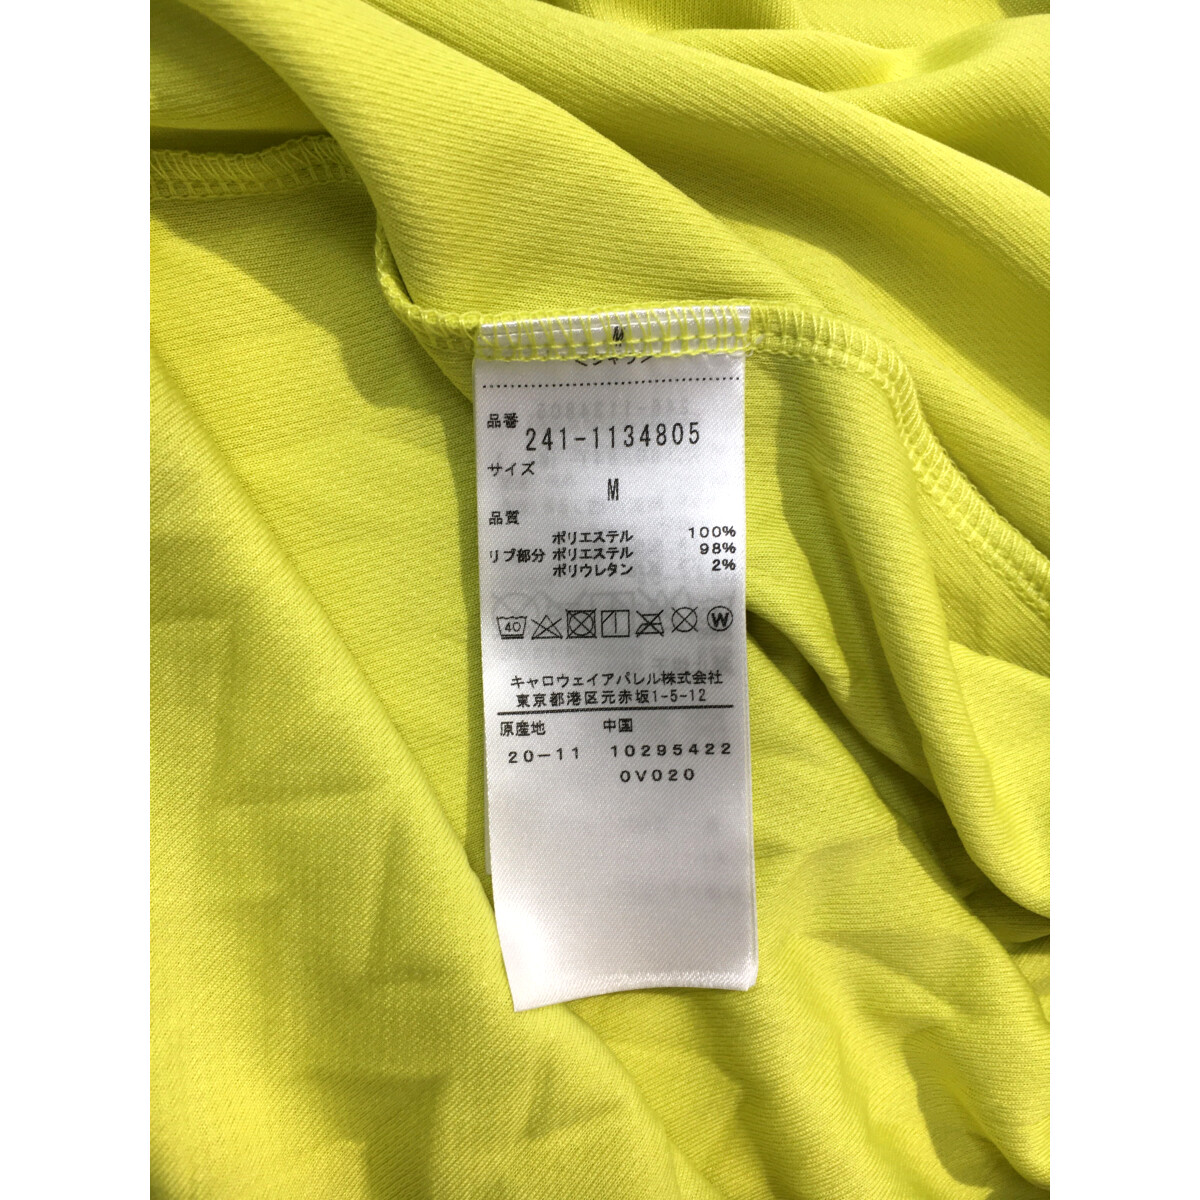 M
品番
241-1134805
サイズ
M
品質
ポリエステル 100%
リブ部分 ポリエステル 98%
ポリウレタン 2%
40 W
キャロウェイアパレル株式会社
東京都港区元赤坂1-5-12
原産地 中国
20-11 10295422
0V020